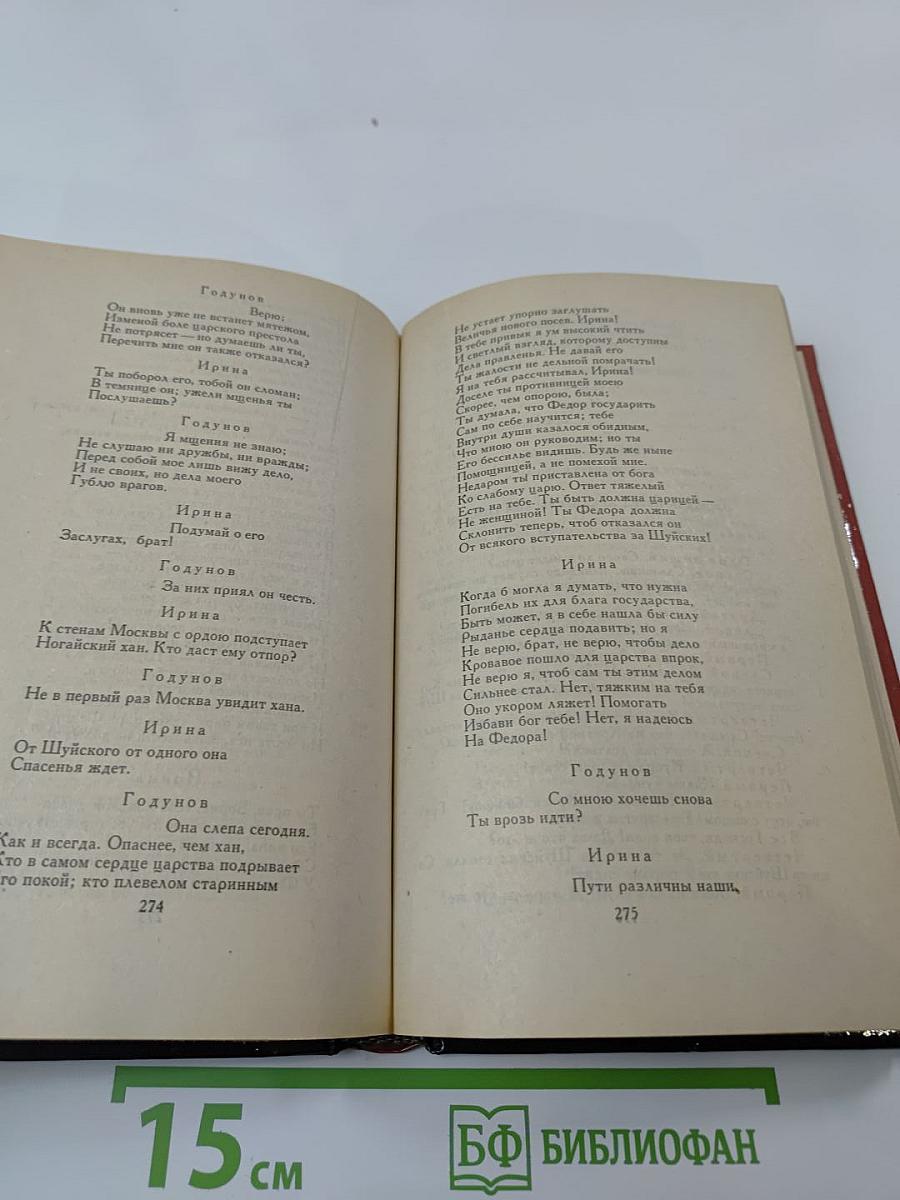 Годунов
Верю;
Он вновь уже не встанет мятежом,
Изменой боле царского престола
Не потрясет — но думаешь ли ты,
Перечить мне он также отказался?
Ирина
Ты поборол его, тобой он сломан;
В темнице он; ужели мщенья ты
Послушаешь?
Годунов
Я мщения не знаю;
Не слушаю ни дружбы, ни вражды;
Перед собой мое лишь вижу дело,
И не своих, но дела моего
Гублю врагов.
Ирина
Подумай о его
Заслугах, брат!
Годунов
За них приял он честь.
Ирина
К стенам Москвы с ордою подступает
Ногайский хан. Кто даст ему отпор?
Годунов
Не в первый раз Москва увидит хана.
Ирина
От Шуйского от одного она
Спасенья ждет.
Годунов
Она слепа сегодня.
Как и всегда. Опаснее, чем хан,
Кто в самом сердце царства подрывает
го покой; кто плевелом старинным
274
Не устает упорно заглушать
Величья нового посев. Ирина!
В тебе привык я ум высокий чтить
И светлый взгляд, которому доступны
Дела правленья. Не давай его
Ты жалости не дельной помрачать!
Я на тебя рассчитывал, Ирина!
Доселе ты противницей моею
Скорее, чем опорою, была;
Ты думала, что Федор государить
Сам по себе научится; тебе
Внутри души казалося обидным,
Что мною он руководим; но ты
Его бессилье видишь. Будь же ныне
Помощницей, а не помехой мне.
Недаром ты приставлена от бога
Ко слабому царю. Ответ тяжелый
Есть на тебе. Ты быть должна царицей —
Не женщиной! Ты Федора должна
Склонить теперь, чтоб отказался он
От всякого вступательства за Шуйских!
Ирина
Когда б могла я думать, что нужна
Погибель их для блага государства,
Быть может, я в себе нашла бы силу
Рыданье сердца подавить; но я
Не верю, брат, не верю, чтобы дело
Кровавое пошло для царства впрок,
Не верю я, чтоб сам ты этим делом
Сильнее стал. Нет, тяжким на тебя
Оно укором ляжет! Помогать
Избави бог тебе! Нет, я надеюсь
На Федора!
Годунов
Со мною хочешь снова
Ты врозь идти?
Ирина
Пути различны наши,
275
15 см
БФ БИБЛИОФАН